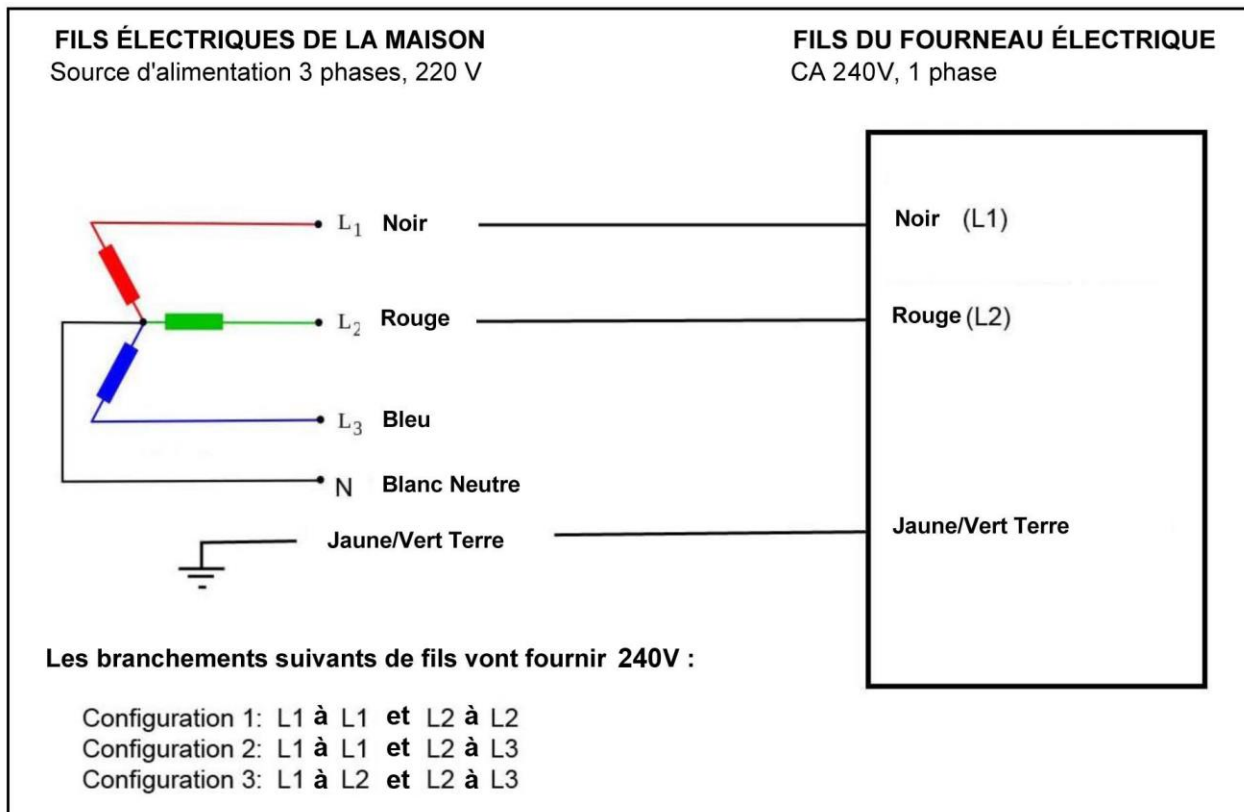 FILS ÉLECTRIQUES DE LA MAISON
Source d'alimentation 3 phases, 220 V
FILS DU FOURNEAU ÉLECTRIQUE
CA 240V, 1 phase
L1 Noir
Noir (L1)
L2 Rouge
Rouge (L2)
L3 Bleu
N Blanc Neutre
Jaune/Vert Terre
Jaune/Vert Terre
Les branchements suivants de fils vont fournir 240V :
Configuration 1: L1 à L1 et L2 à L2
Configuration 2: L1 à L1 et L2 à L3
Configuration 3: L1 à L2 et L2 à L3